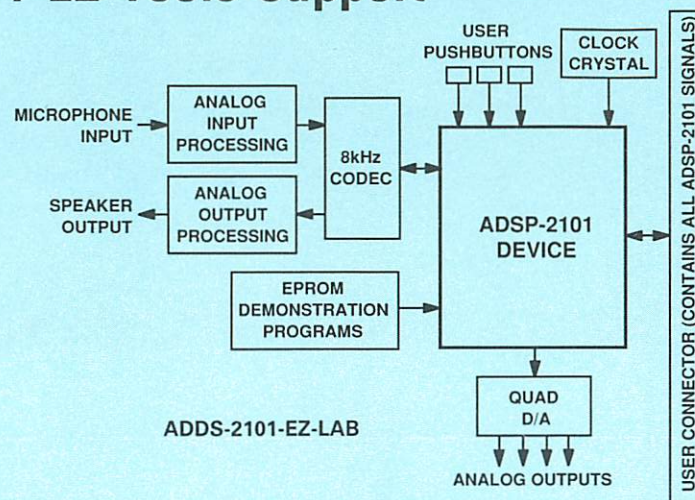 USER
PUSHBUTTONS
CLOCK
CRYSTAL
MICROPHONE
INPUT
ANALOG
INPUT
PROCESSING
8kHz
CODEC
SPEAKER
OUTPUT
ANALOG
OUTPUT
PROCESSING
ADSP-2101
DEVICE
EPROM
DEMONSTRATION
PROGRAMS
QUAD
D/A
ADDS-2101-EZ-LAB
ANALOG OUTPUTS
USER CONNECTOR (CONTAINS ALL ADSP-2101 SIGNALS)